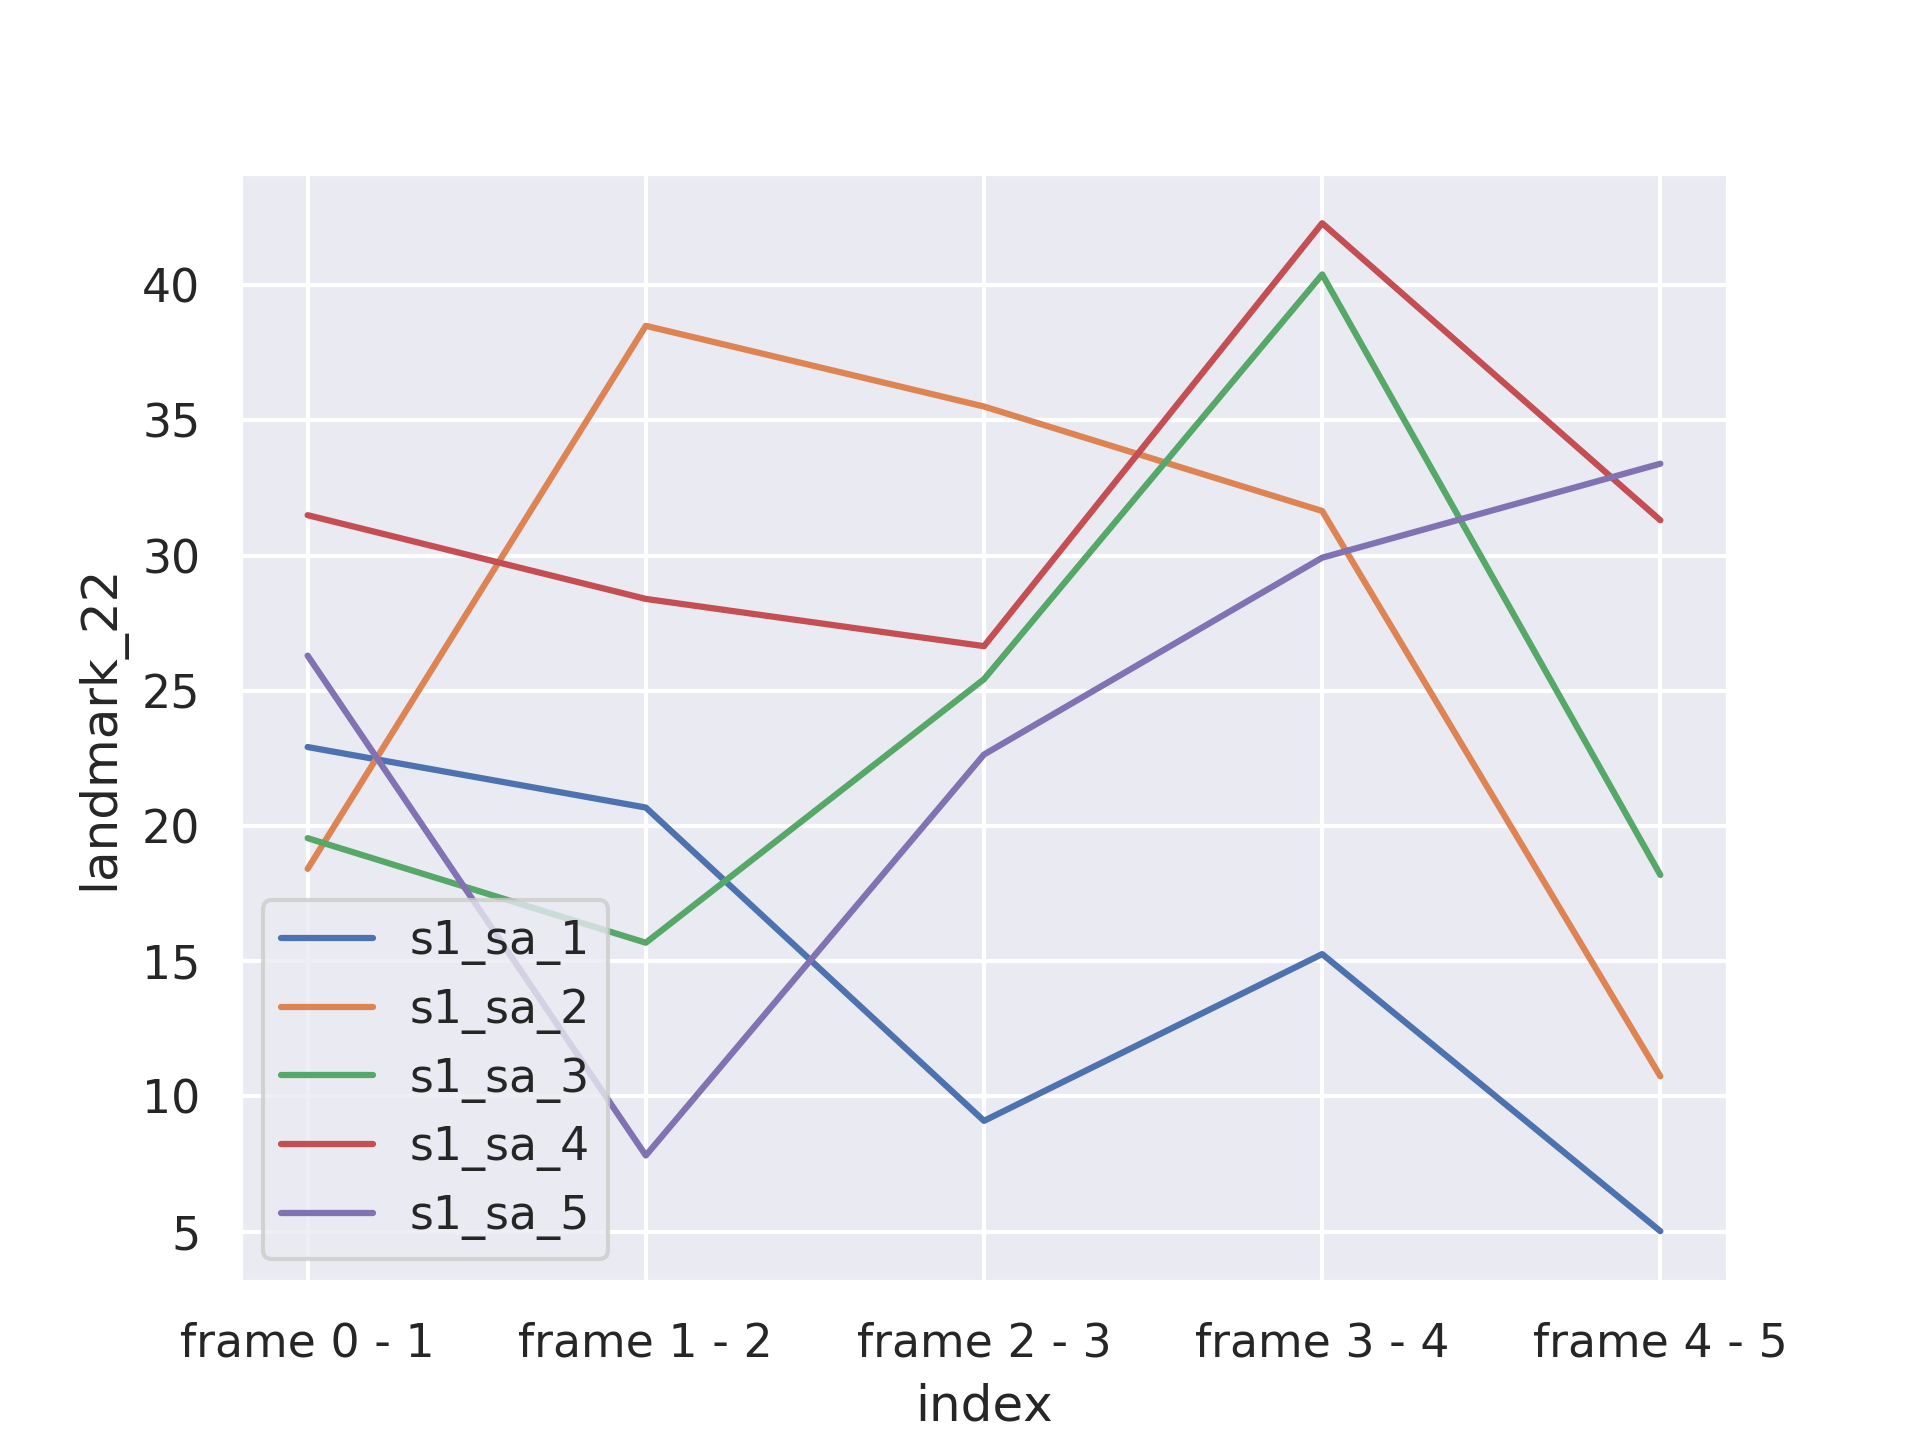 landmark_22
40
35
30
25
20
15
10
5
s1_sa_1
s1_sa_2
s1_sa_3
s1_sa_4
s1_sa_5
frame 0 - 1 frame 1 - 2 frame 2 - 3 frame 3 - 4 frame 4 - 5
index